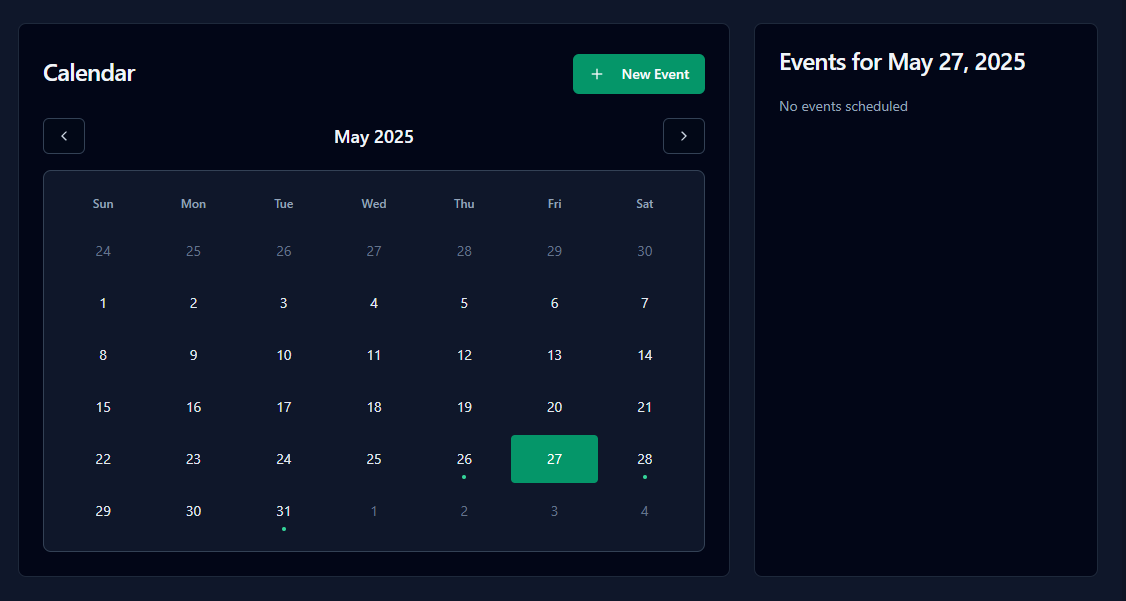 Calendar
New Event
May 2025
Sun Mon Tue Wed Thu Fri Sat
24 25 26 27 28 29 30
1 2 3 4 5 6 7
8 9 10 11 12 13 14
15 16 17 18 19 20 21
22 23 24 25 26 27 28
29 30 31 1 2 3 4
Events for May 27, 2025
No events scheduled